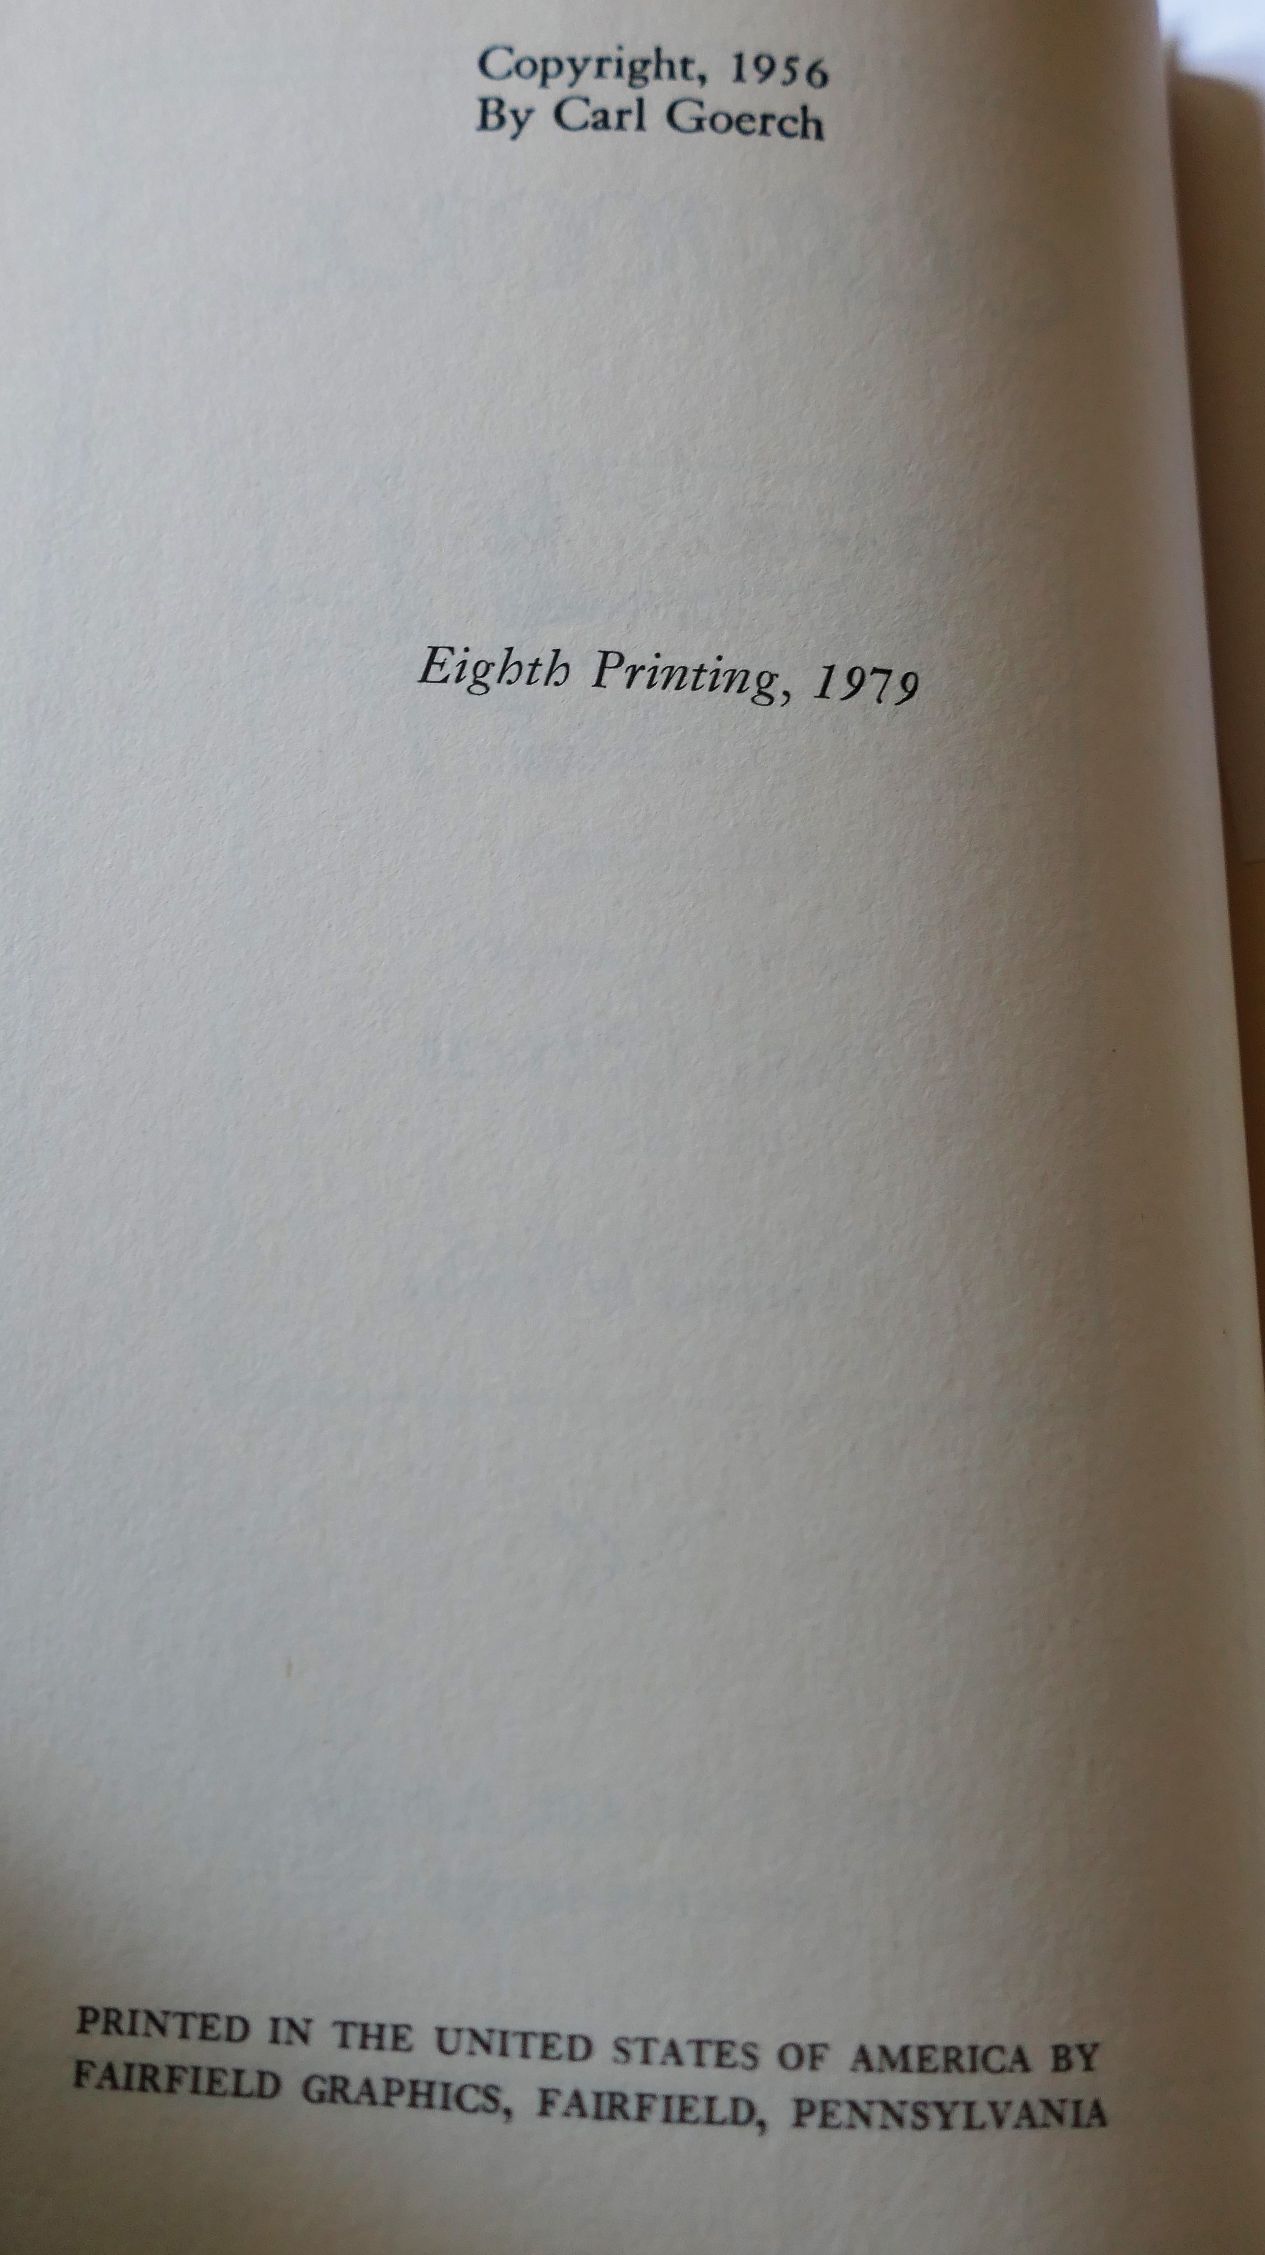 Copyright, 1956
By Carl Goerch
Eighth Printing, 1979
PRINTED IN THE UNITED STATES OF AMERICA BY
FAIRFIELD GRAPHICS, FAIRFIELD, PENNSYLVANIA